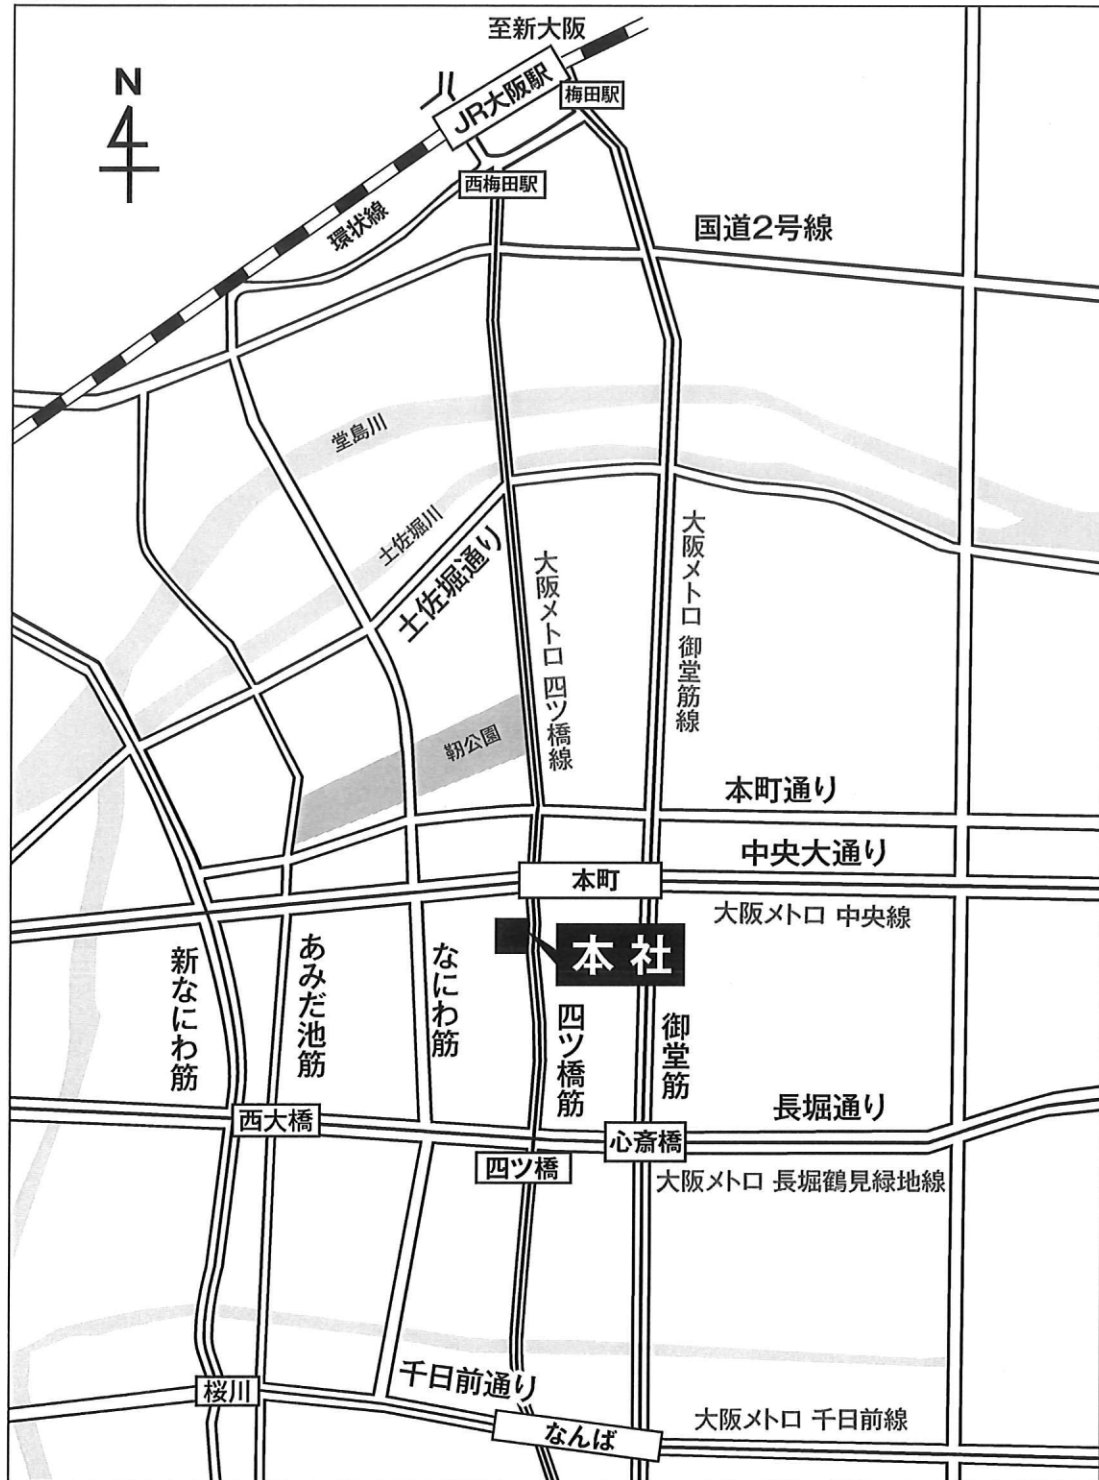 至新大阪
N
JR大阪駅
梅田駅
西梅田駅
環状線
国道2号線
堂島川
土佐堀川
土佐堀通り
大阪メトロ 四ツ橋線
大阪メトロ 御堂筋線
靭公園
本町通り
中央大通り
本町
大阪メトロ 中央線
本社
新なにわ筋
あみだ池筋
なにわ筋
四ツ橋筋
御堂筋
長堀通り
西大橋
心斎橋
四ツ橋
大阪メトロ 長堀鶴見緑地線
千日前通り
桜川
なんば
大阪メトロ 千日前線